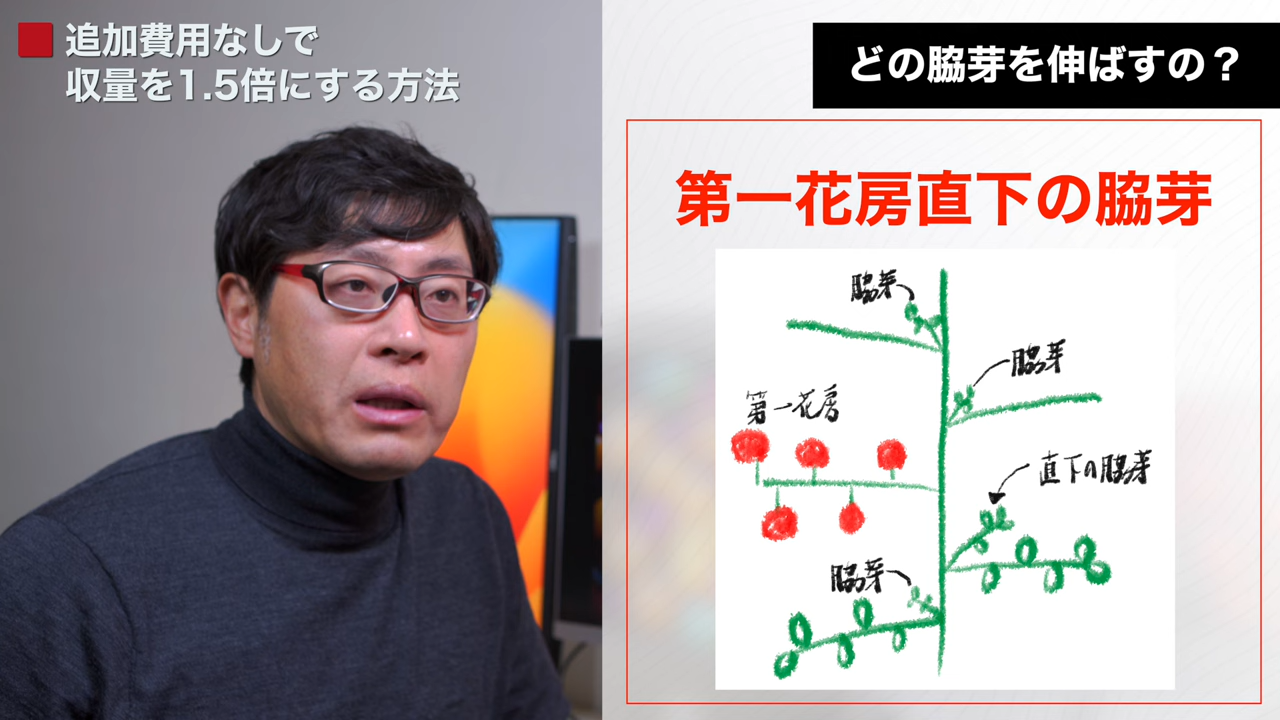 追加費用なしで
収量を1.5倍にする方法
どの脇芽を伸ばすの？
第一花房直下の脇芽
脇芽
脇芽
第一花房
直下の脇芽
脇芽